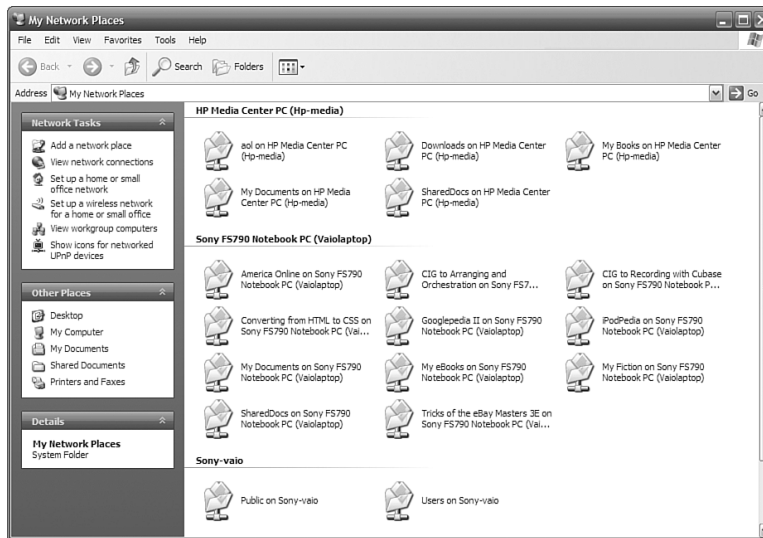 My Network Places
File Edit View Favorites Tools Help
Back Search Folders
Address My Network Places Go
Network Tasks
Add a network place
View network connections
Set up a home or small
office network
Set up a wireless network
for a home or small office
View workgroup computers
Show icons for networked
UPnP devices
Other Places
Desktop
My Computer
My Documents
Shared Documents
Printers and Faxes
Details
My Network Places
System Folder
HP Media Center PC (Hp-media)
aol on HP Media Center PC
(Hp-media)
Downloads on HP Media Center
PC (Hp-media)
My Books on HP Media Center
PC (Hp-media)
My Documents on HP Media
Center PC (Hp-media)
SharedDocs on HP Media Center
PC (Hp-media)
Sony FS790 Notebook PC (Vaiolaptop)
America Online on Sony FS790
Notebook PC (Vaiolaptop)
CIG to Arranging and
Orchestration on Sony FS7...
CIG to Recording with Cubase
on Sony FS790 Notebook P...
Converting from HTML to CSS on
Sony FS790 Notebook PC (Vai...
Googlepedia II on Sony FS790
Notebook PC (Vaiolaptop)
iPodPedia on Sony FS790
Notebook PC (Vaiolaptop)
My Documents on Sony FS790
Notebook PC (Vaiolaptop)
My eBooks on Sony FS790
Notebook PC (Vaiolaptop)
My Fiction on Sony FS790
Notebook PC (Vaiolaptop)
SharedDocs on Sony FS790
Notebook PC (Vaiolaptop)
Tricks of the eBay Masters 3E on
Sony FS790 Notebook PC (Vai...
Sony-vaio
Public on Sony-vaio
Users on Sony-vaio